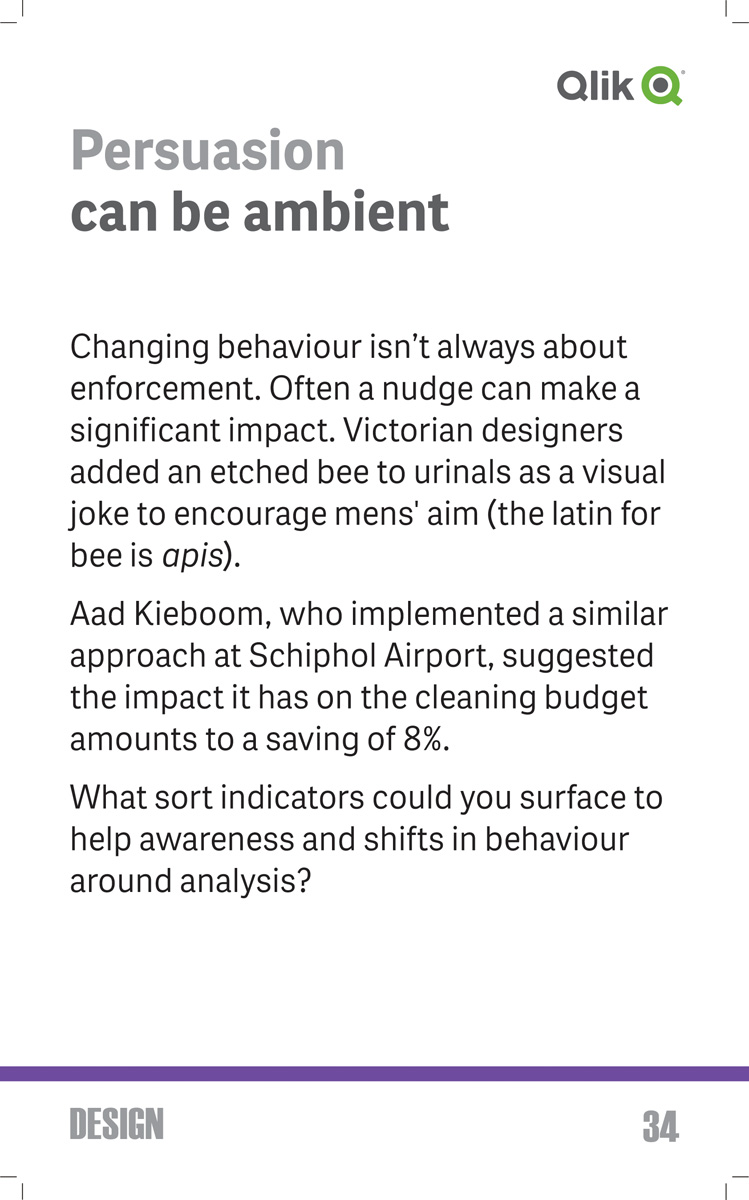 Qlik
Persuasion
can be ambient
Changing behaviour isn’t always about
enforcement. Often a nudge can make a
significant impact. Victorian designers
added an etched bee to urinals as a visual
joke to encourage mens' aim (the latin for
bee is apis).
Aad Kieboom, who implemented a similar
approach at Schiphol Airport, suggested
the impact it has on the cleaning budget
amounts to a saving of 8%.
What sort indicators could you surface to
help awareness and shifts in behaviour
around analysis?
DESIGN
34